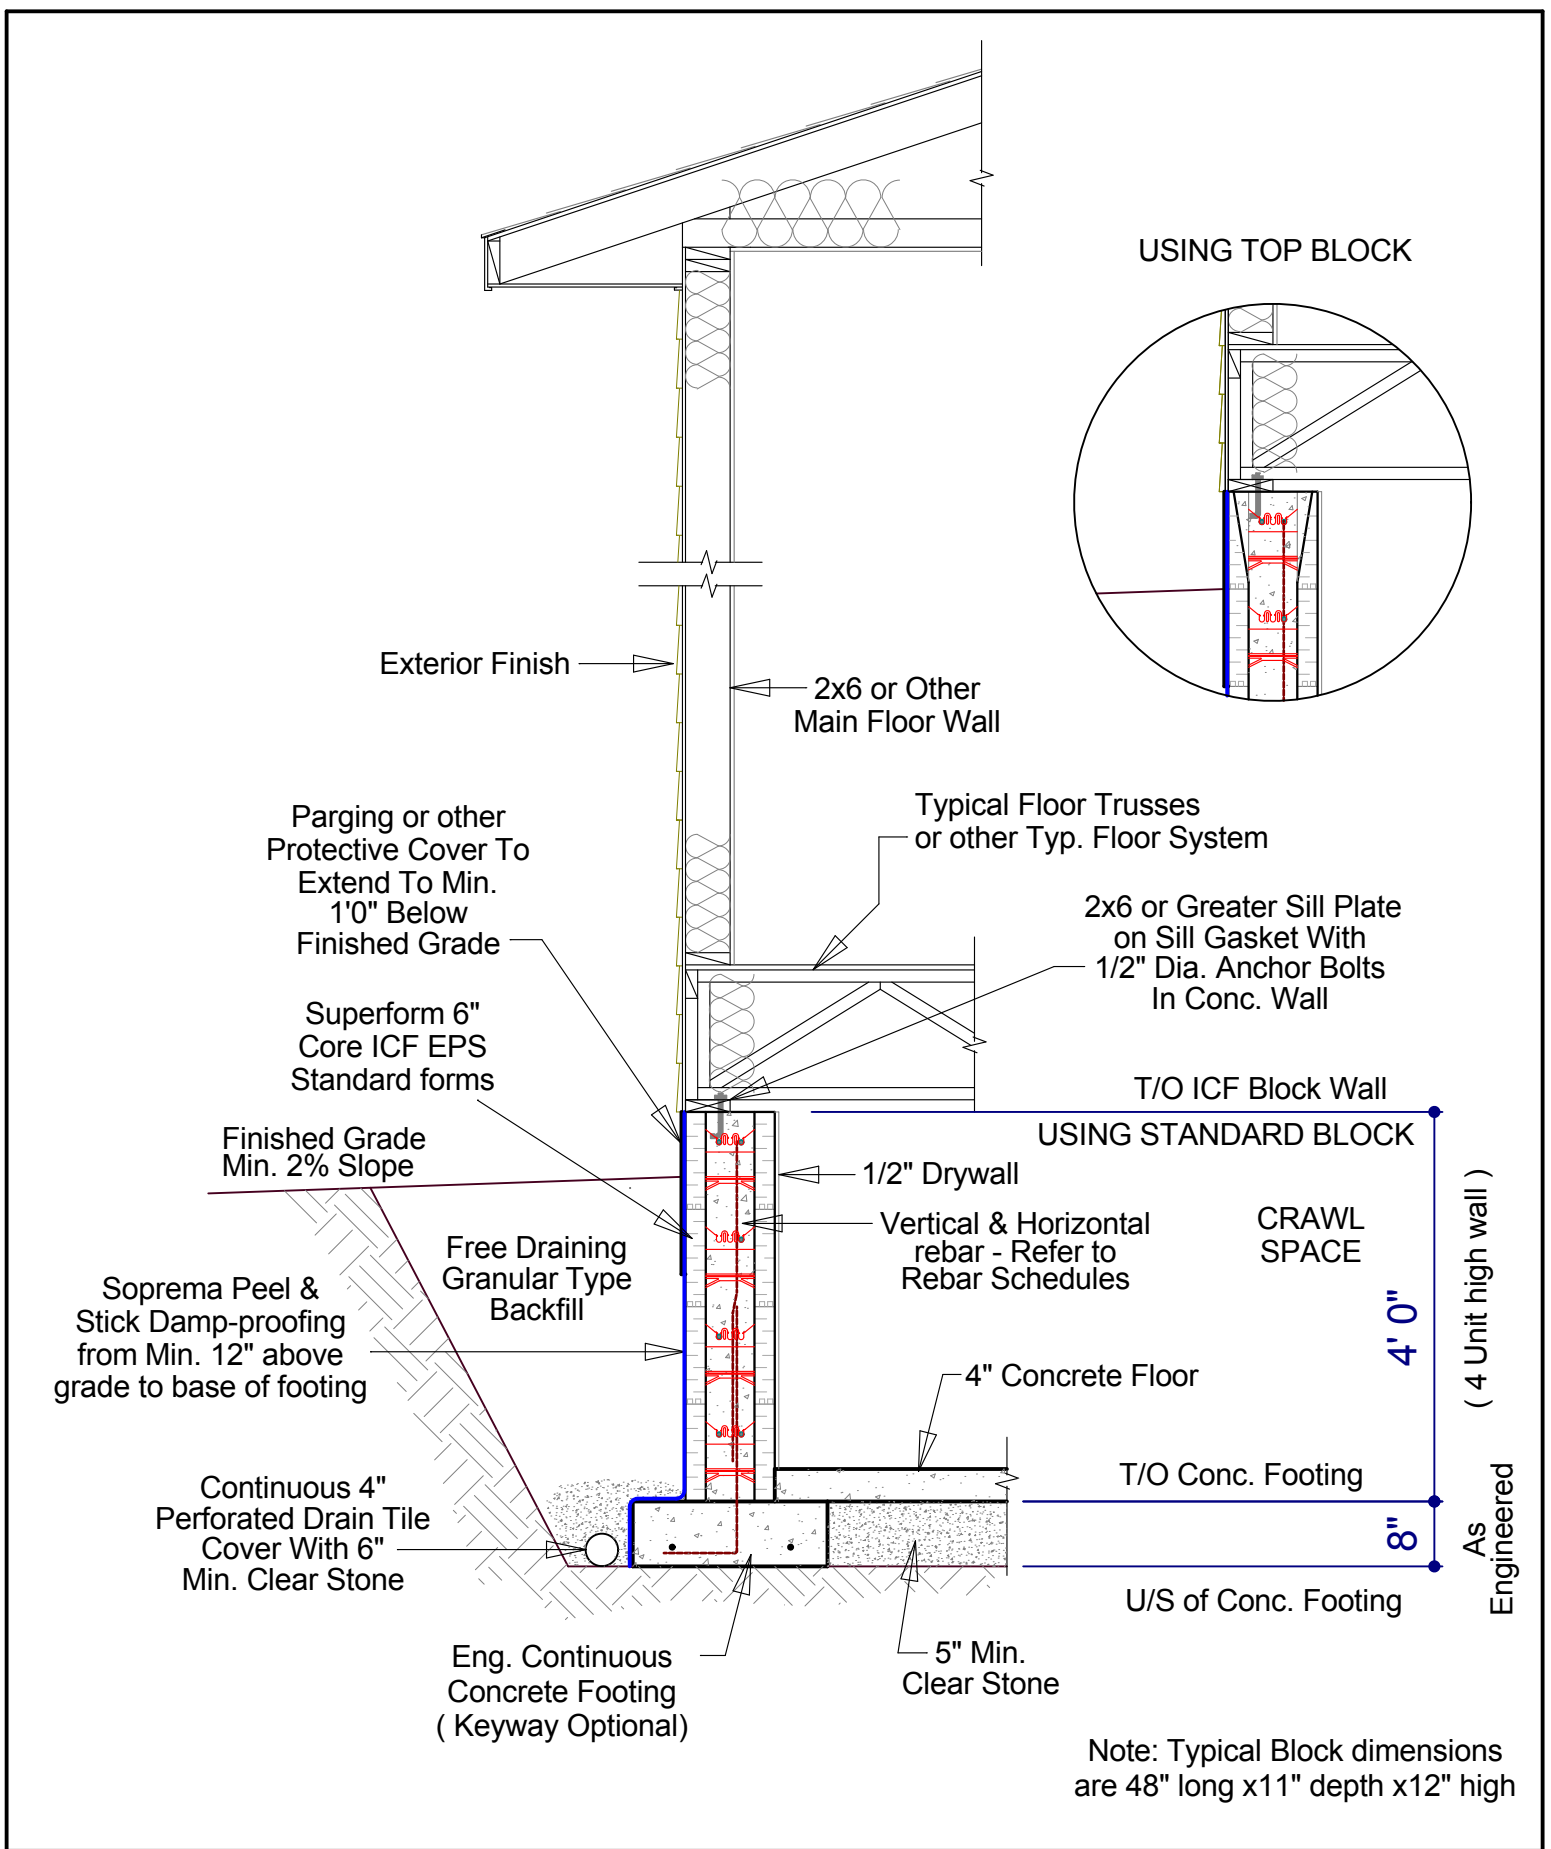 USING TOP BLOCK
Exterior Finish
2x6 or Other
Main Floor Wall
Parging or other
Protective Cover To
Extend To Min.
1'0" Below
Finished Grade
Typical Floor Trusses
or other Typ. Floor System
2x6 or Greater Sill Plate
on Sill Gasket With
1/2" Dia. Anchor Bolts
In Conc. Wall
Superform 6"
Core ICF EPS
Standard forms
T/O ICF Block Wall
USING STANDARD BLOCK
Finished Grade
Min. 2% Slope
1/2" Drywall
Vertical & Horizontal
rebar - Refer to
Rebar Schedules
CRAWL
SPACE
4' 0"
( 4 Unit high wall )
Free Draining
Granular Type
Backfill
Soprema Peel &
Stick Damp-proofing
from Min. 12" above
grade to base of footing
4" Concrete Floor
T/O Conc. Footing
Continuous 4"
Perforated Drain Tile
Cover With 6"
Min. Clear Stone
8"
As
Engineered
U/S of Conc. Footing
Eng. Continuous
Concrete Footing
( Keyway Optional)
5" Min.
Clear Stone
Note: Typical Block dimensions
are 48" long x11" depth x12" high